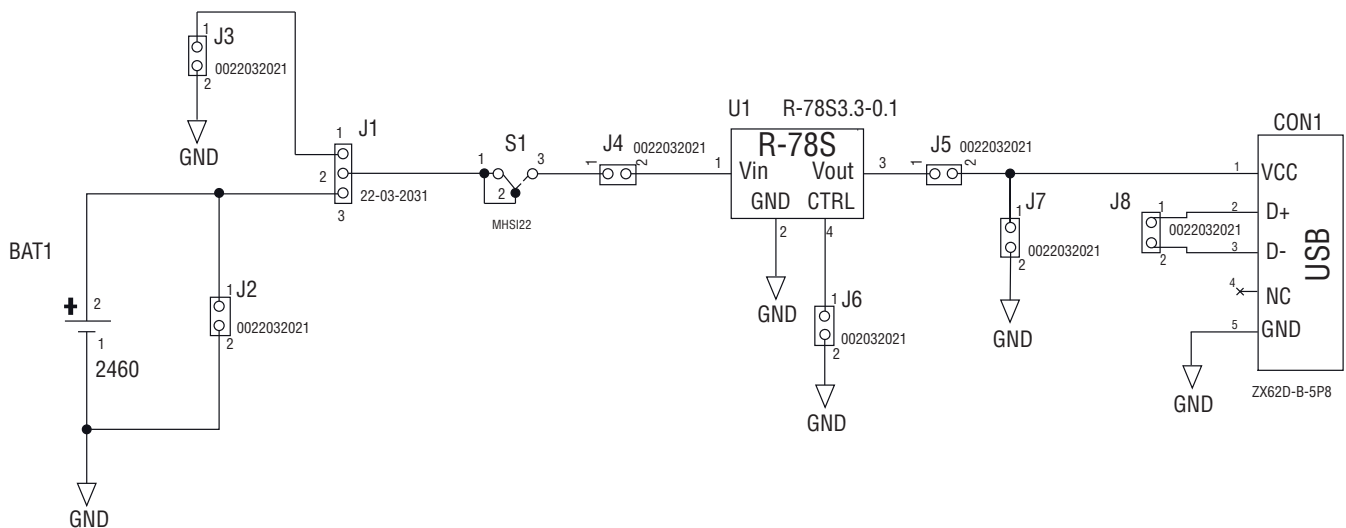 1
J3
0022032021
2
GND
1
J1
2
22-03-2031
3
BAT1
2
1
2460
GND
1
J2
0022032021
2
1
S1
3
2
MHSI22
J4
0022032021
1
2
U1
R-78S3.3-0.1
R-78S
1
Vin
Vout
3
GND
CTRL
2
4
GND
1
J6
002032021
2
GND
J5
0022032021
1
2
1
J7
0022032021
2
GND
J8
1
0022032021
2
CON1
1
VCC
2
D+
3
D-
4
NC
5
GND
USB
GND
ZX62D-B-5P8